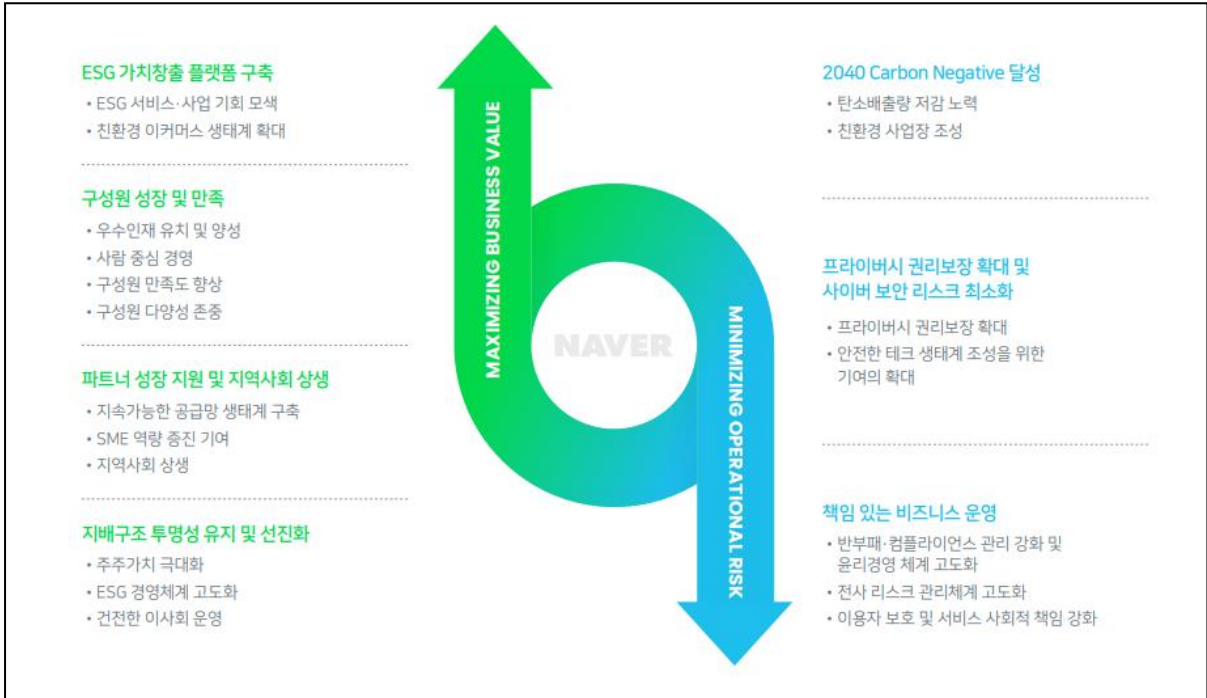 ESG 가치창출 플랫폼 구축
• ESG 서비스·사업 기회 모색
• 친환경 이커머스 생태계 확대
구성원 성장 및 만족
• 우수인재 유치 및 양성
• 사람 중심 경영
• 구성원 만족도 향상
• 구성원 다양성 존중
파트너 성장 지원 및 지역사회 상생
• 지속가능한 공급망 생태계 구축
• SME 역량 증진 기여
• 지역사회 상생
지배구조 투명성 유지 및 선진화
• 주주가치 극대화
• ESG 경영체계 고도화
• 건전한 이사회 운영
MAXIMIZING BUSINESS VALUE
NAVER
MINIMIZING OPERATIONAL RISK
2040 Carbon Negative 달성
• 탄소배출량 저감 노력
• 친환경 사업장 조성
프라이버시 권리보장 확대 및
사이버 보안 리스크 최소화
• 프라이버시 권리보장 확대
• 안전한 테크 생태계 조성을 위한
기여의 확대
책임 있는 비즈니스 운영
• 반부패·컴플라이언스 관리 강화 및
윤리경영 체계 고도화
• 전사 리스크 관리체계 고도화
• 이용자 보호 및 서비스 사회적 책임 강화